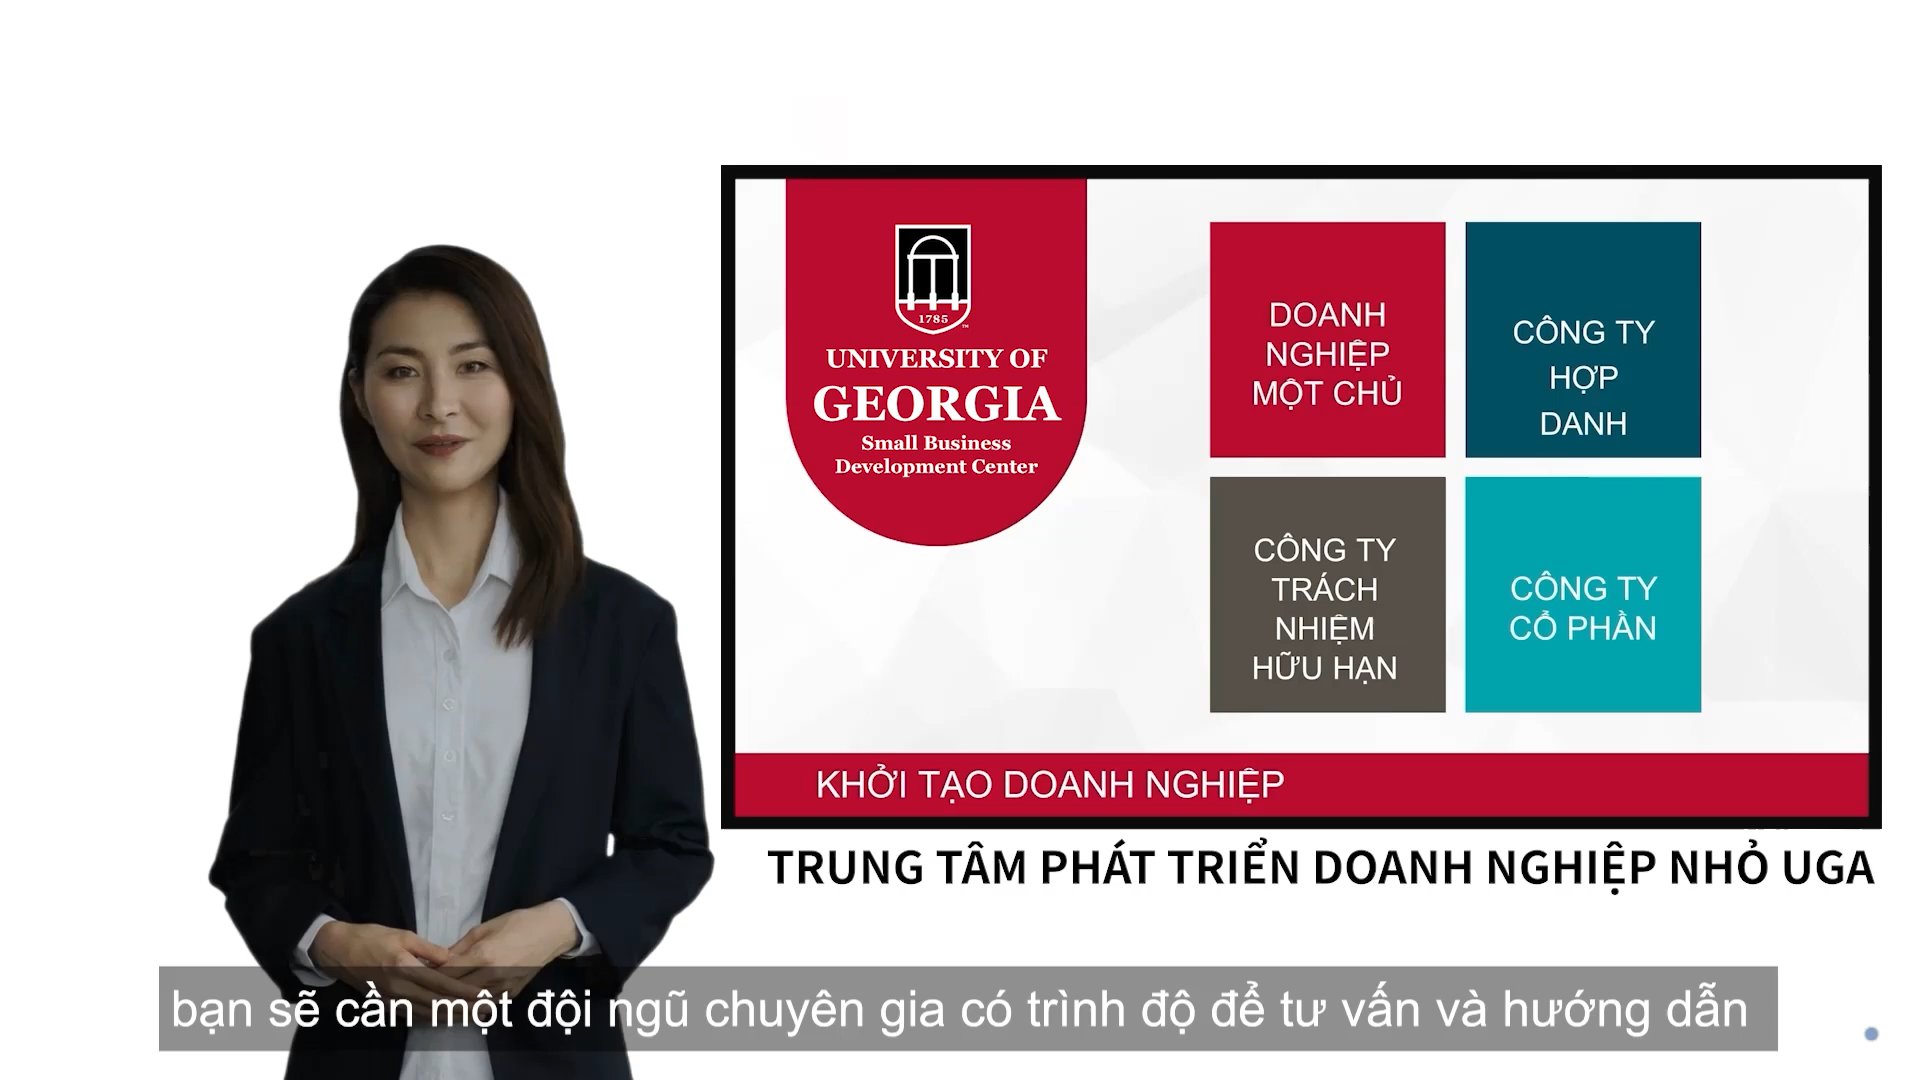 1785
UNIVERSITY OF
GEORGIA
Small Business
Development Center
DOANH
NGHIỆP
MỘT CHỦ
CÔNG TY
HỢP
DANH
CÔNG TY
TRÁCH
NHIỆM
HỮU HẠN
CÔNG TY
CỔ PHẦN
KHỞI TẠO DOANH NGHIỆP
TRUNG TÂM PHÁT TRIỂN DOANH NGHIỆP NHỎ UGA
bạn sẽ cần một đội ngũ chuyên gia có trình độ để tư vấn và hướng dẫn